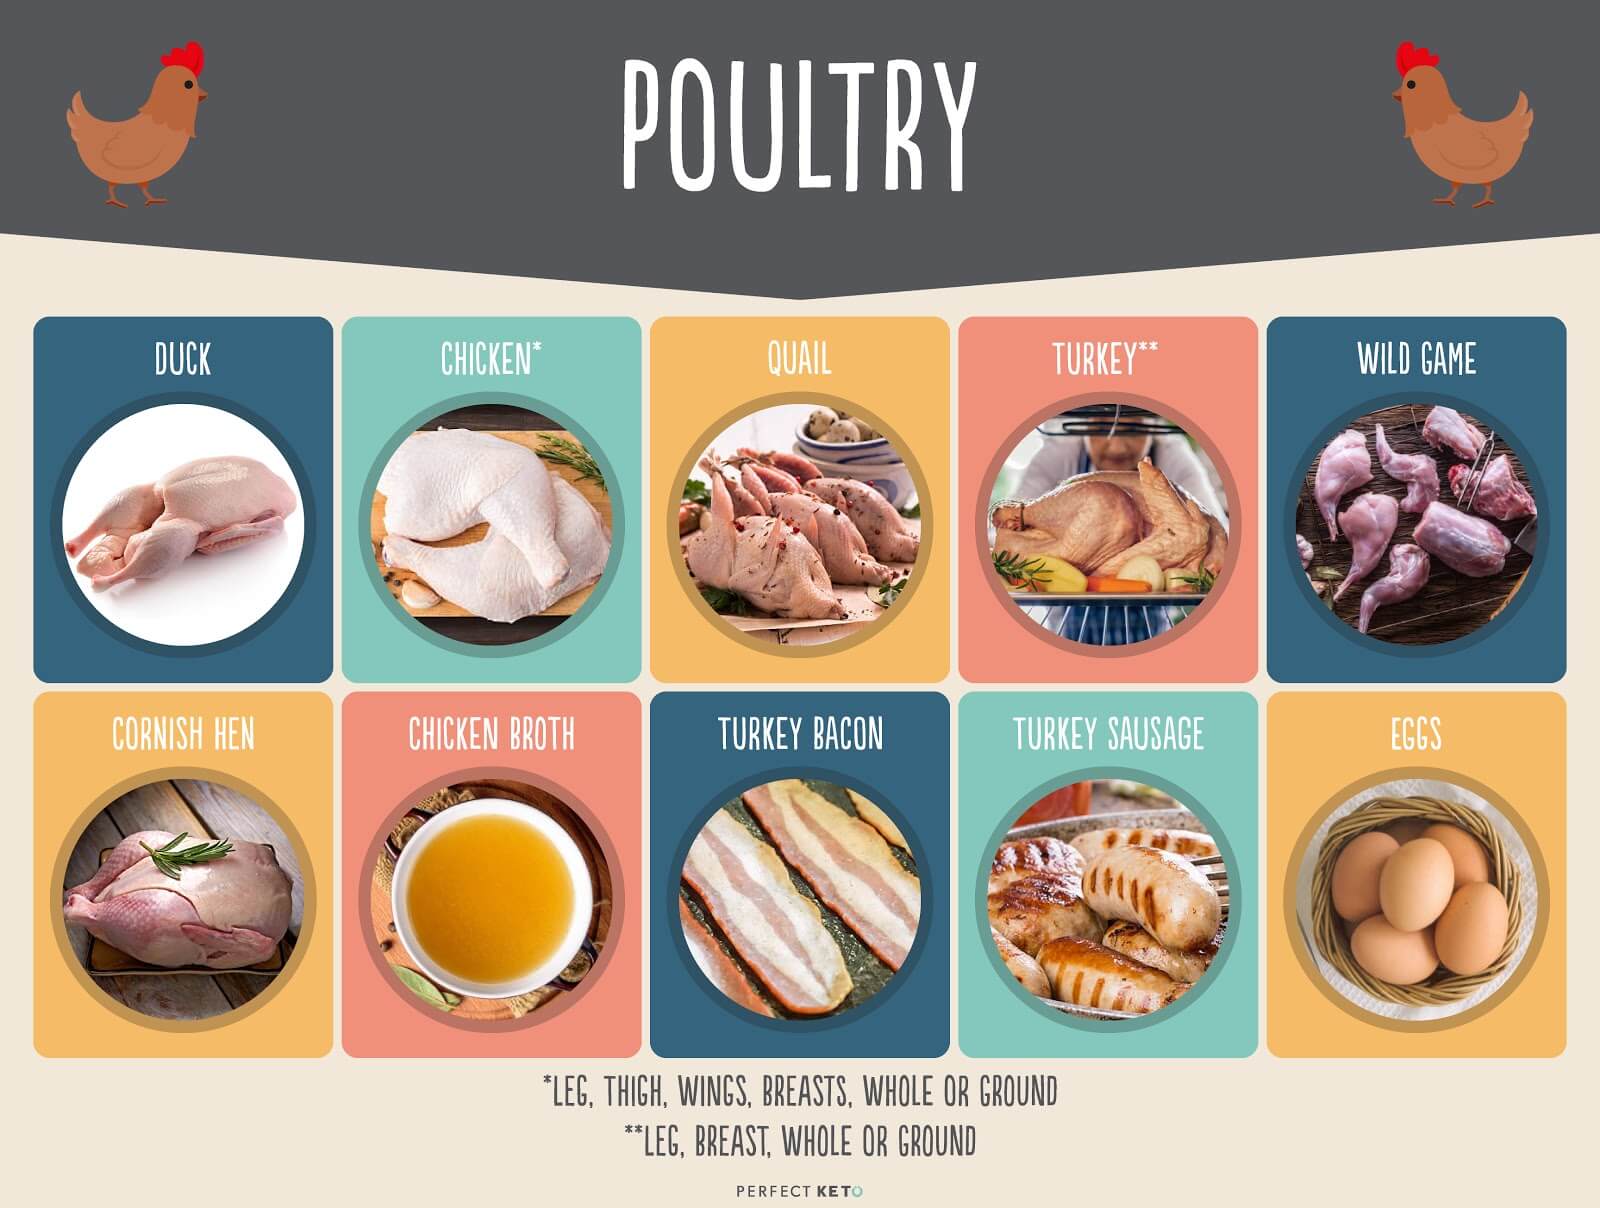 POULTRY
DUCK
CHICKEN*
QUAIL
TURKEY**
WILD GAME
CORNISH HEN
CHICKEN BROTH
TURKEY BACON
TURKEY SAUSAGE
EGGS
*LEG, THIGH, WINGS, BREASTS, WHOLE OR GROUND
**LEG, BREAST, WHOLE OR GROUND
PERFECT KETO